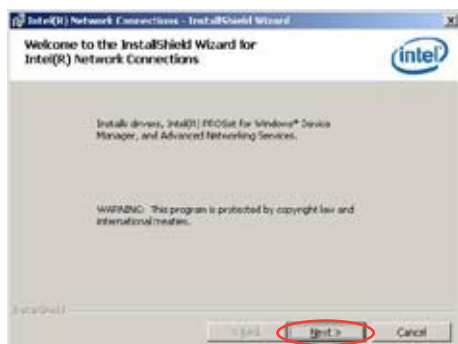 Intel(R) Network Connections - InstallShield Wizard
Welcome to the InstallShield Wizard for
Intel(R) Network Connections
intel
Installs drivers, Intel(R) PROSet for Windows* Device
Manager, and Advanced Networking Services.
WARNING: This program is protected by copyright law and
international treaties.
InstallShield
< Back
Next >
Cancel